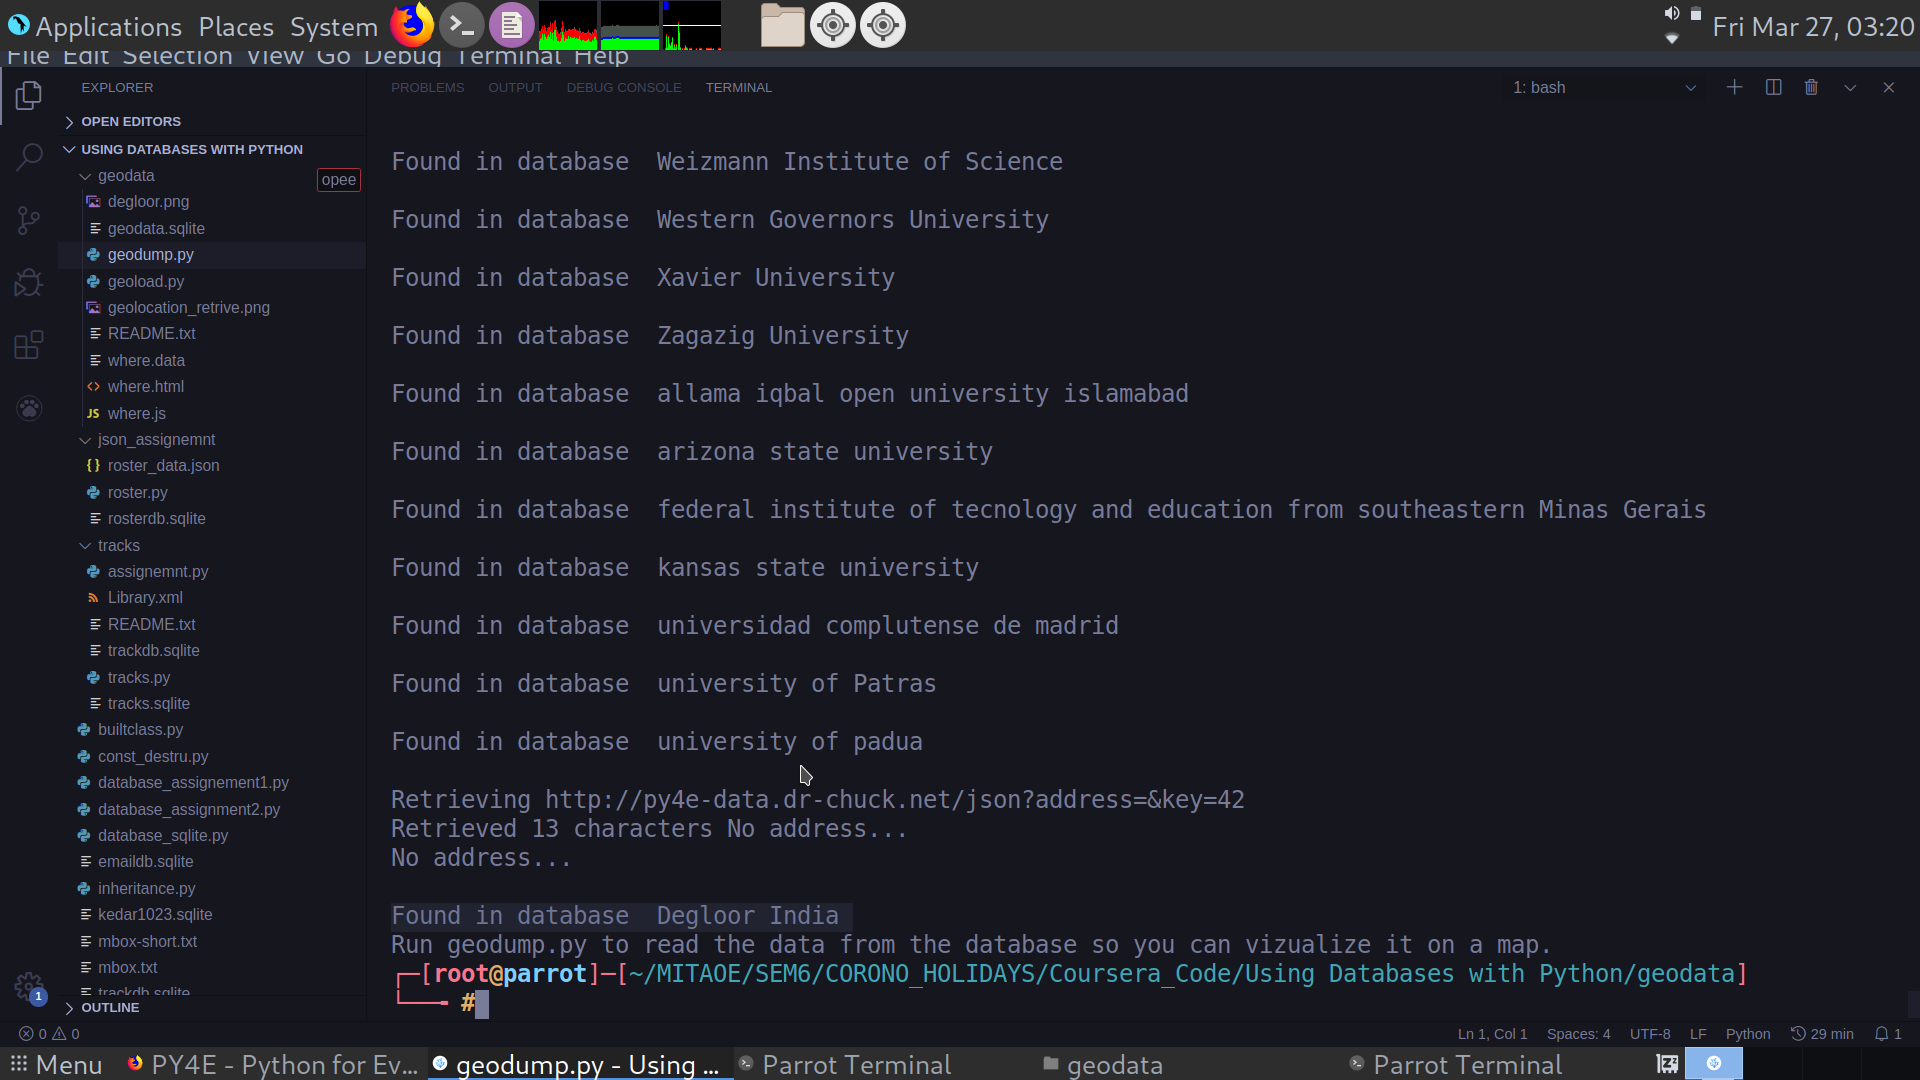 Applications Places System
Fri Mar 27, 03:20
File Edit Selection View Go Debug Terminal Help
EXPLORER
OPEN EDITORS
USING DATABASES WITH PYTHON
geodata
opee
degloor.png
geodata.sqlite
geodump.py
geoload.py
geolocation_retrive.png
README.txt
where.data
where.html
JS where.js
json_assignemnt
{} roster_data.json
roster.py
rosterdb.sqlite
tracks
assignemnt.py
Library.xml
README.txt
trackdb.sqlite
tracks.py
tracks.sqlite
builtclass.py
const_destru.py
database_assignement1.py
database_assignment2.py
database_sqlite.py
emaildb.sqlite
inheritance.py
kedar1023.sqlite
mbox-short.txt
mbox.txt
trackdb.sqlite
OUTLINE
1
PROBLEMS OUTPUT DEBUG CONSOLE TERMINAL
1: bash
Found in database  Weizmann Institute of Science
Found in database  Western Governors University
Found in database  Xavier University
Found in database  Zagazig University
Found in database  allama iqbal open university islamabad
Found in database  arizona state university
Found in database  federal institute of tecnology and education from southeastern Minas Gerais
Found in database  kansas state university
Found in database  universidad complutense de madrid
Found in database  university of Patras
Found in database  university of padua
Retrieving http://py4e-data.dr-chuck.net/json?address=&key=42
Retrieved 13 characters No address...
No address...
Found in database  Degloor India
Run geodump.py to read the data from the database so you can vizualize it on a map.
┌─[root@parrot]─[~/MITAOE/SEM6/CORONO_HOLIDAYS/Coursera_Code/Using Databases with Python/geodata]
└──╼ #
0 0
Ln 1, Col 1 Spaces: 4 UTF-8 LF Python 29 min 1
Menu PY4E - Python for Ev... geodump.py - Using ... Parrot Terminal geodata Parrot Terminal